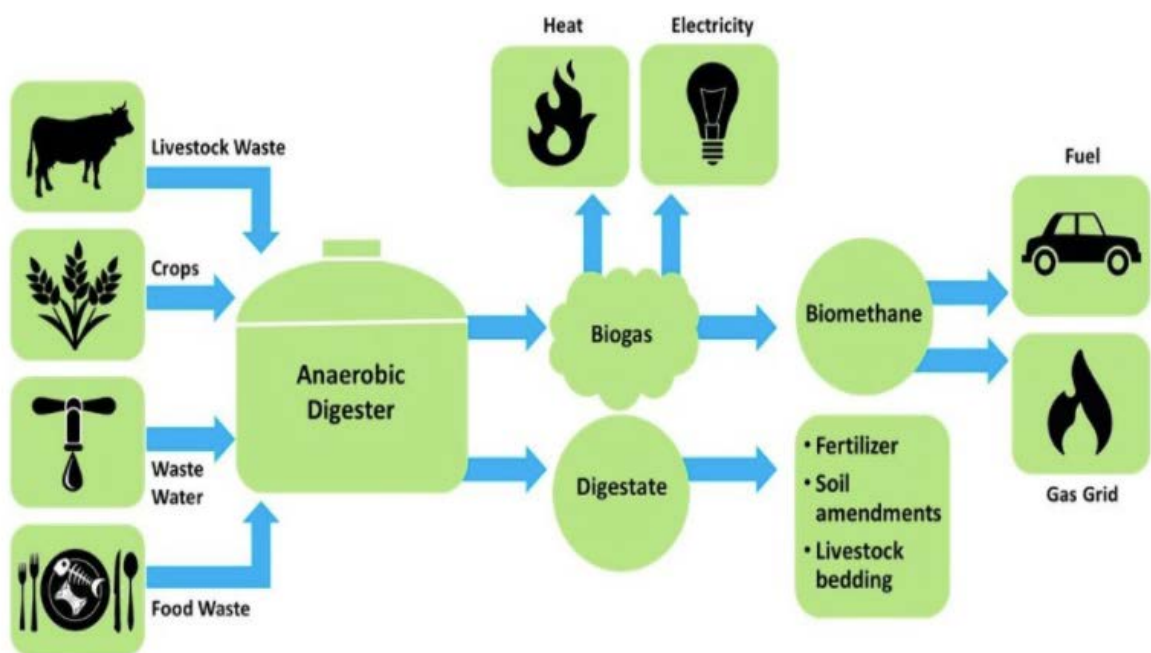 Heat
Electricity
Livestock Waste
Fuel
Crops
Biogas
Biomethane
Anaerobic
Digester
Waste
Water
Digestate
• Fertilizer
• Soil
amendments
• Livestock
bedding
Gas Grid
Food Waste